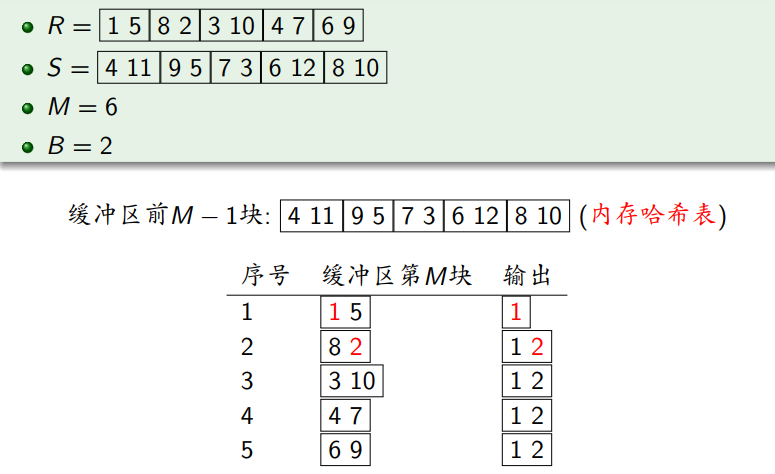 R = 1 5 8 2 3 10 4 7 6 9
S = 4 11 9 5 7 3 6 12 8 10
M = 6
B = 2
缓冲区前M − 1块: 4 11 9 5 7 3 6 12 8 10 (内存哈希表)
序号 缓冲区第M块 输出
1 1 5 1
2 8 2 1 2
3 3 10 1 2
4 4 7 1 2
5 6 9 1 2